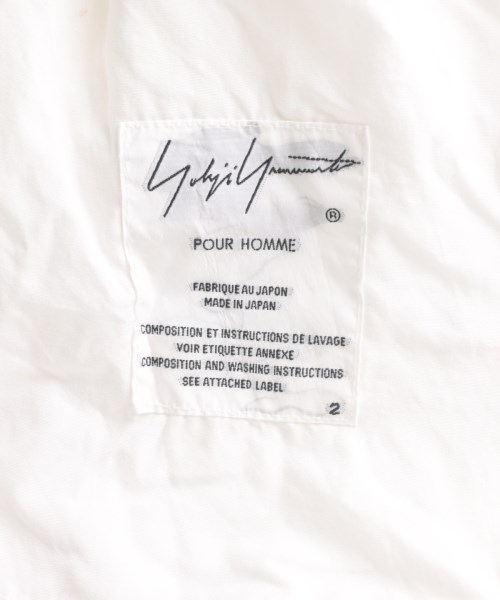 Yohji Yamamoto
®
POUR HOMME
FABRIQUE AU JAPON
MADE IN JAPAN
COMPOSITION ET INSTRUCTIONS DE LAVAGE
VOIR ETIQUETTE ANNEXE
COMPOSITION AND WASHING INSTRUCTIONS
SEE ATTACHED LABEL
2